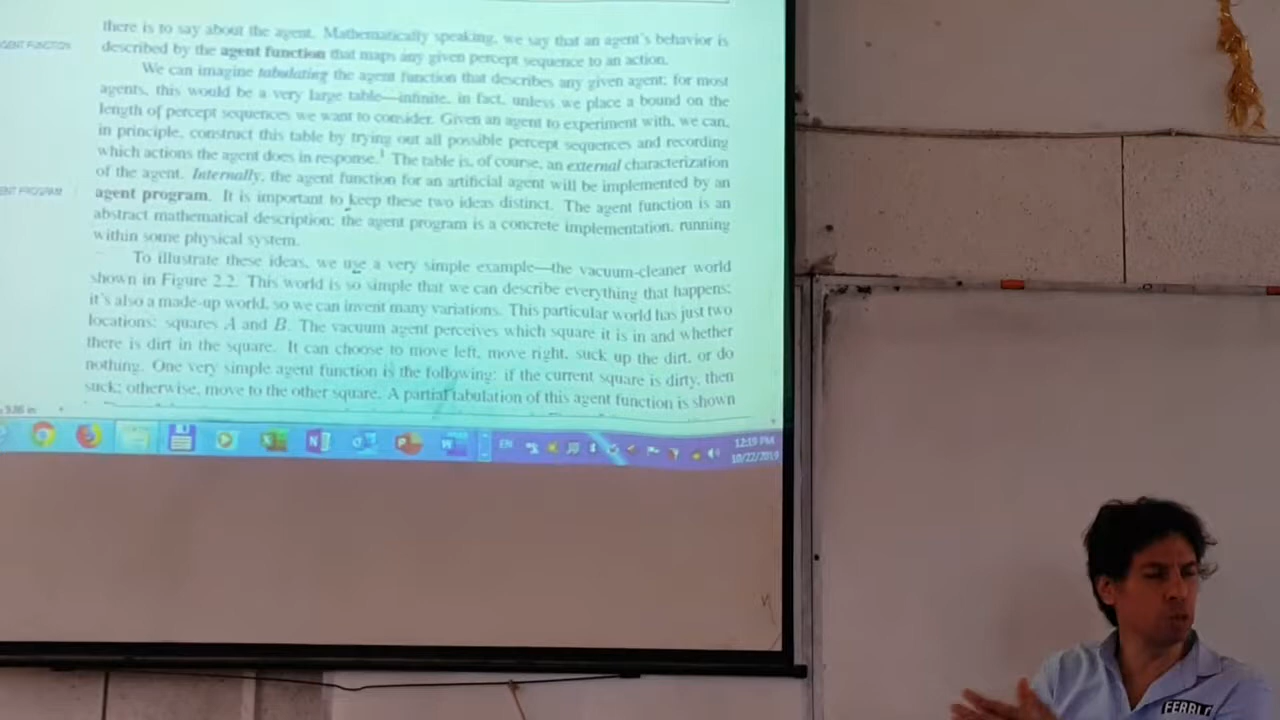 there is to say about the agent. Mathematically speaking, we say that an agent's behavior is
described by the agent function that maps any given percept sequence to an action.
We can imagine tabulating the agent function that describes any given agent; for most
agents, this would be a very large table—infinite, in fact, unless we place a bound on the
length of percept sequences we want to consider. Given an agent to experiment with, we can,
in principle, construct this table by trying out all possible percept sequences and recording
which actions the agent does in response.¹ The table is, of course, an external characterization
of the agent. Internally, the agent function for an artificial agent will be implemented by an
agent program. It is important to keep these two ideas distinct. The agent function is an
abstract mathematical description; the agent program is a concrete implementation, running
within some physical system.
To illustrate these ideas, we use a very simple example—the vacuum-cleaner world
shown in Figure 2.2. This world is so simple that we can describe everything that happens;
it's also a made-up world, so we can invent many variations. This particular world has just two
locations: squares A and B. The vacuum agent perceives which square it is in and whether
there is dirt in the square. It can choose to move left, move right, suck up the dirt, or do
nothing. One very simple agent function is the following: if the current square is dirty, then
suck; otherwise, move to the other square. A partial tabulation of this agent function is shown
EN
12:19 PM
10/22/2019